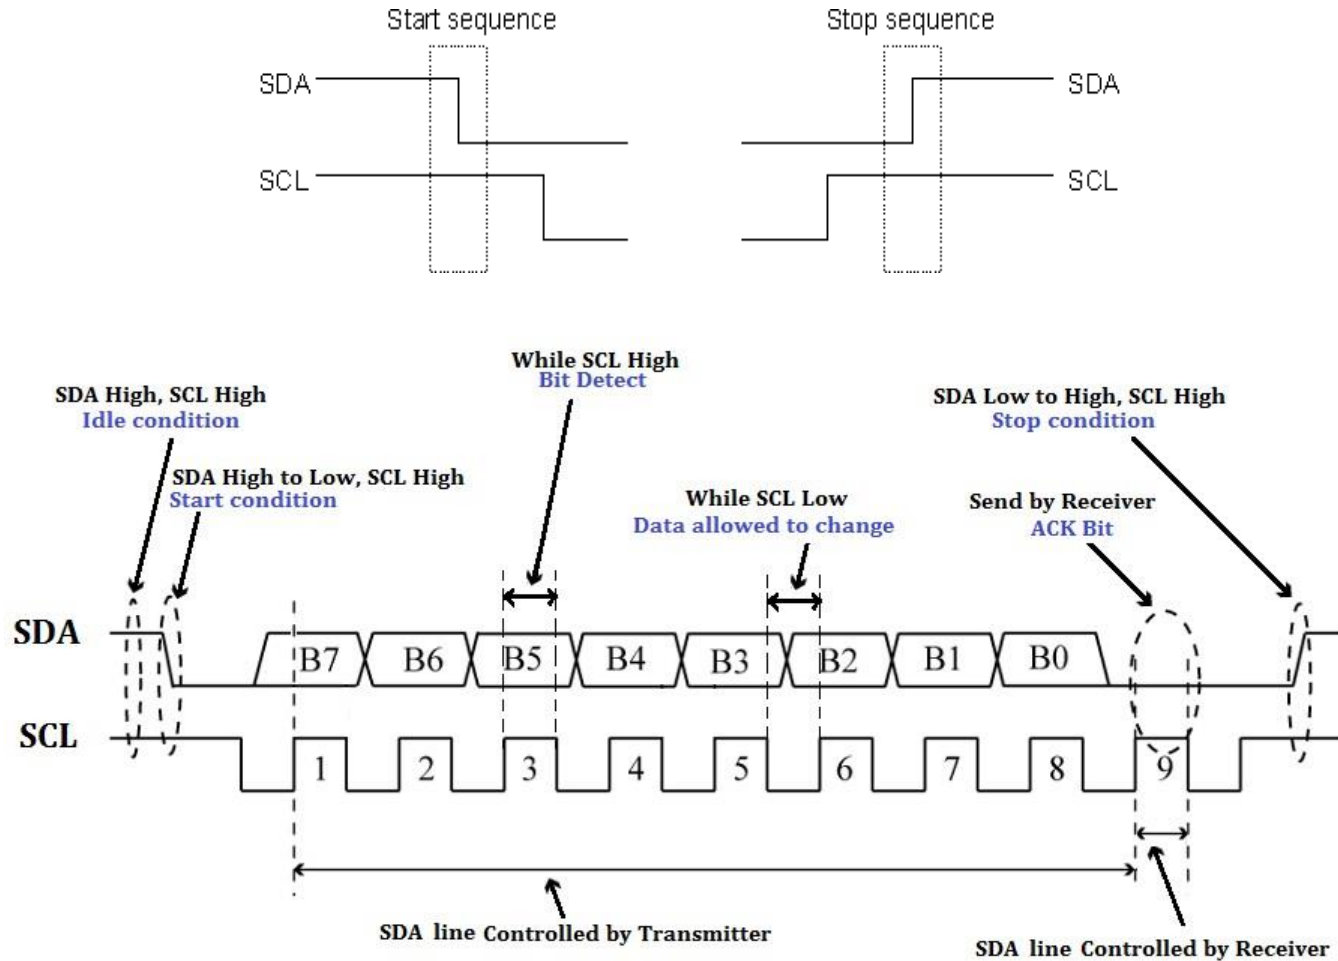 Start sequence
Stop sequence
SDA
SDA
SCL
SCL
While SCL High
Bit Detect
SDA High, SCL High
Idle condition
SDA Low to High, SCL High
Stop condition
SDA High to Low, SCL High
Start condition
While SCL Low
Data allowed to change
Send by Receiver
ACK Bit
SDA
B7 B6 B5 B4 B3 B2 B1 B0
SCL
1 2 3 4 5 6 7 8 9
SDA line Controlled by Transmitter
SDA line Controlled by Receiver